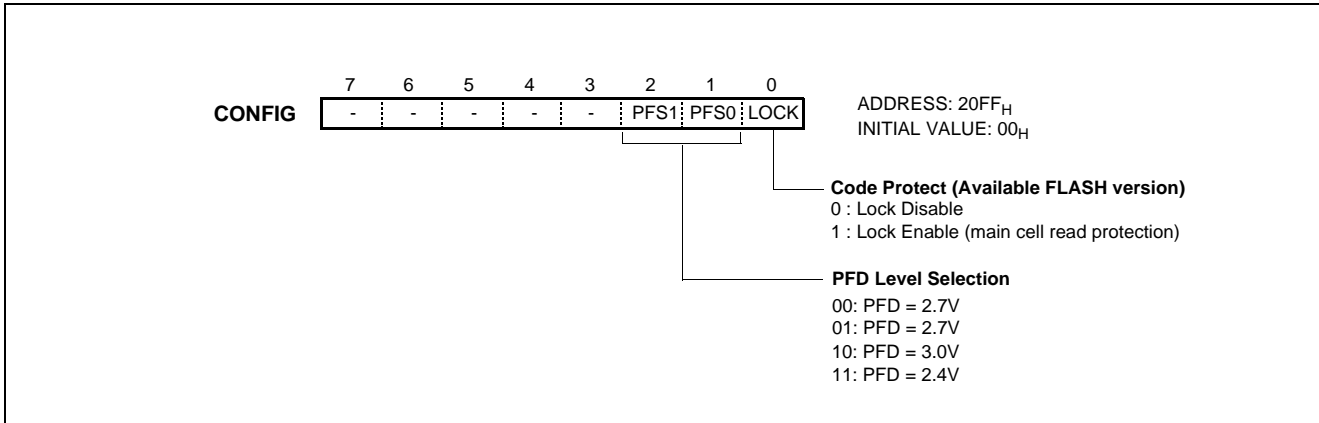 7 6 5 4 3 2 1 0
CONFIG - - - - - PFS1 PFS0 LOCK
ADDRESS: 20FFH
INITIAL VALUE: 00H
Code Protect (Available FLASH version)
0 : Lock Disable
1 : Lock Enable (main cell read protection)
PFD Level Selection
00: PFD = 2.7V
01: PFD = 2.7V
10: PFD = 3.0V
11: PFD = 2.4V